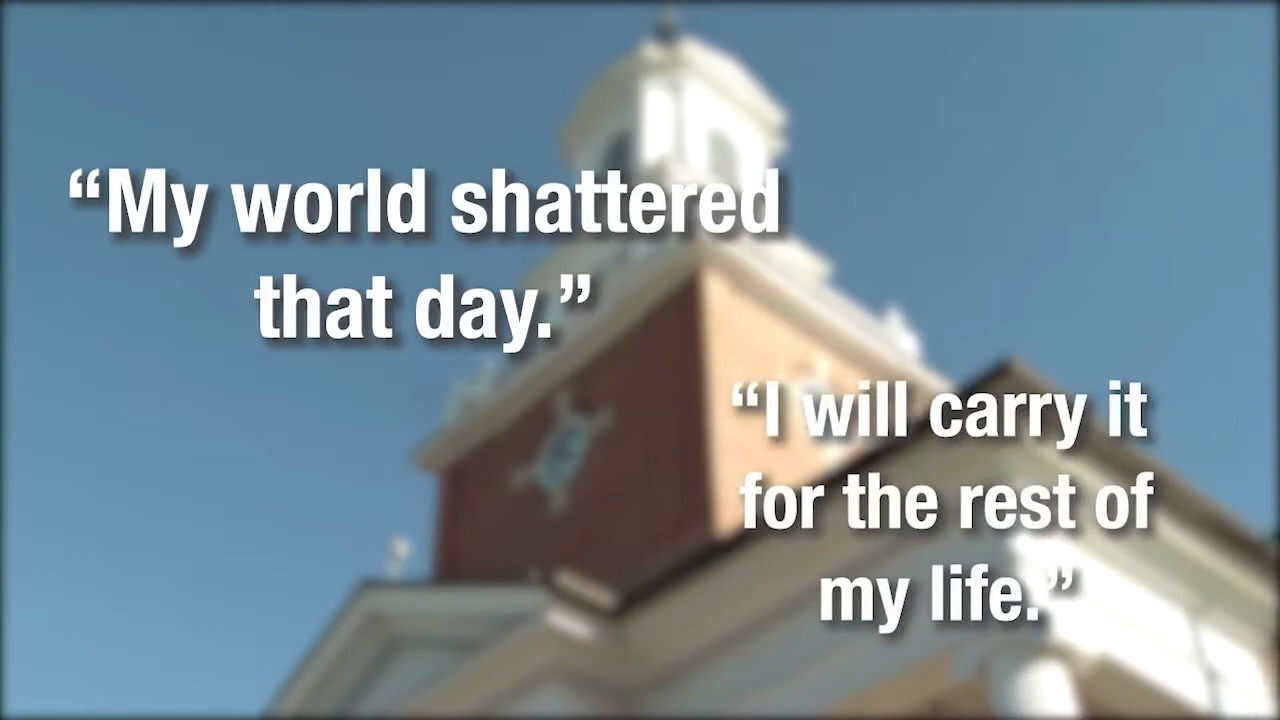 “My world shattered
that day.”
“I will carry it
for the rest of
my life.”